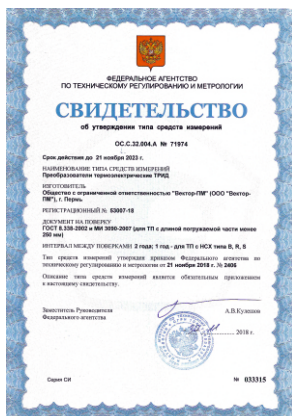 ФЕДЕРАЛЬНОЕ АГЕНТСТВО
ПО ТЕХНИЧЕСКОМУ РЕГУЛИРОВАНИЮ И МЕТРОЛОГИИ
СВИДЕТЕЛЬСТВО
об утверждении типа средств измерений
ОС.С.32.004.А № 71974
Срок действия до 21 ноября 2023 г.
НАИМЕНОВАНИЕ ТИПА СРЕДСТВ ИЗМЕРЕНИЙ
Преобразователи термоэлектрические ТРИД
ИЗГОТОВИТЕЛЬ
Общество с ограниченной ответственностью "Вектор-ПМ" (ООО "Вектор-
ПМ"), г. Пермь
РЕГИСТРАЦИОННЫЙ № 53007-18
ДОКУМЕНТ НА ПОВЕРКУ
ГОСТ 8.338-2002 и МИ 3090-2007 (для ТП с длиной погружаемой части менее
250 мм)
ИНТЕРВАЛ МЕЖДУ ПОВЕРКАМИ 2 года; 1 год - для ТП с НСХ типа B, R, S
Тип средств измерений утвержден приказом Федерального агентства по
техническому регулированию и метрологии от 21 ноября 2018 г. № 2406
Описание типа средств измерений является обязательным приложением
к настоящему свидетельству.
Заместитель Руководителя
Федерального агентства
А.В.Кулешов
2018 г.
Серия СИ
№ 033315